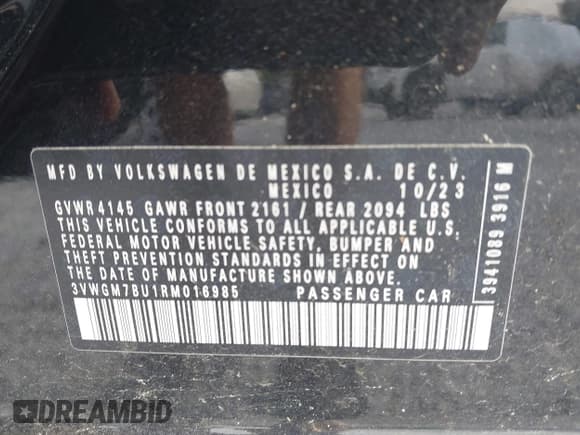 MFD BY VOLKSWAGEN DE MEXICO S.A. DE C.V.
MEXICO 10/23
GVWR 4145 GAWR FRONT 2161 / REAR 2094 LBS
THIS VEHICLE CONFORMS TO ALL APPLICABLE U.S.
FEDERAL MOTOR VEHICLE SAFETY, BUMPER AND
THEFT PREVENTION STANDARDS IN EFFECT ON
THE DATE OF MANUFACTURE SHOWN ABOVE.
3VWGM7BU1RM016985 PASSENGER CAR
3941089 3916 M
DREAMBID